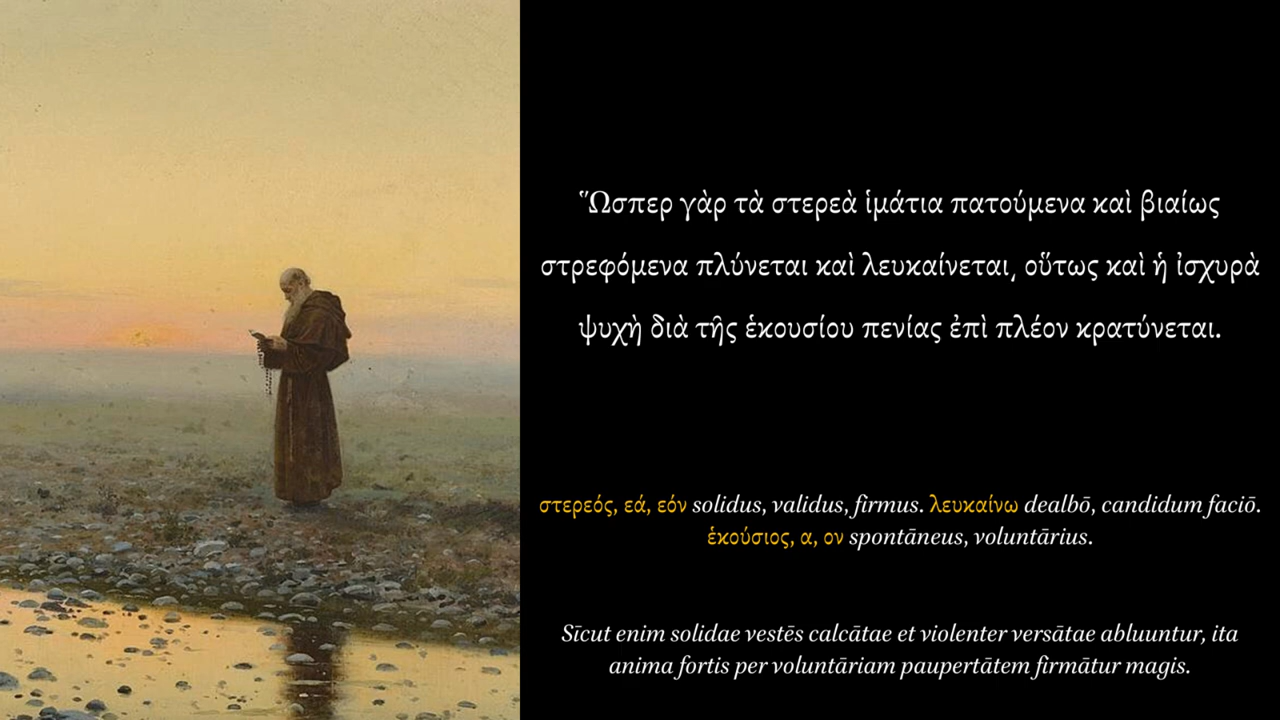 Ὥσπερ γὰρ τὰ στερεὰ ἱμάτια πατούμενα καὶ βιαίως
στρεφόμενα πλύνεται καὶ λευκαίνεται, οὕτως καὶ ἡ ἰσχυρὰ
ψυχὴ διὰ τῆς ἑκουσίου πενίας ἐπὶ πλέον κρατύνεται.
στερεός, εά, εόν solidus, validus, firmus. λευκαίνω dealbō, candidum faciō.
ἑκούσιος, α, ον spontāneus, voluntārius.
Sīcut enim solidae vestēs calcātae et violenter versātae abluuntur, ita
anima fortis per voluntāriam paupertātem firmātur magis.